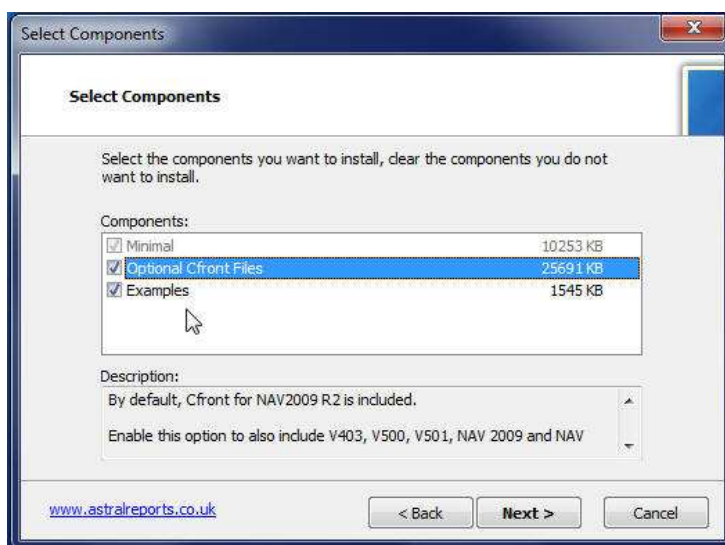 Select Components
Select Components
Select the components you want to install, clear the components you do not
want to install.
Components:
Minimal 10253 KB
Optional Cfront Files 25691 KB
Examples 1545 KB
Description:
By default, Cfront for NAV2009 R2 is included.
Enable this option to also include V403, V500, V501, NAV 2009 and NAV
www.astralreports.co.uk
< Back Next > Cancel